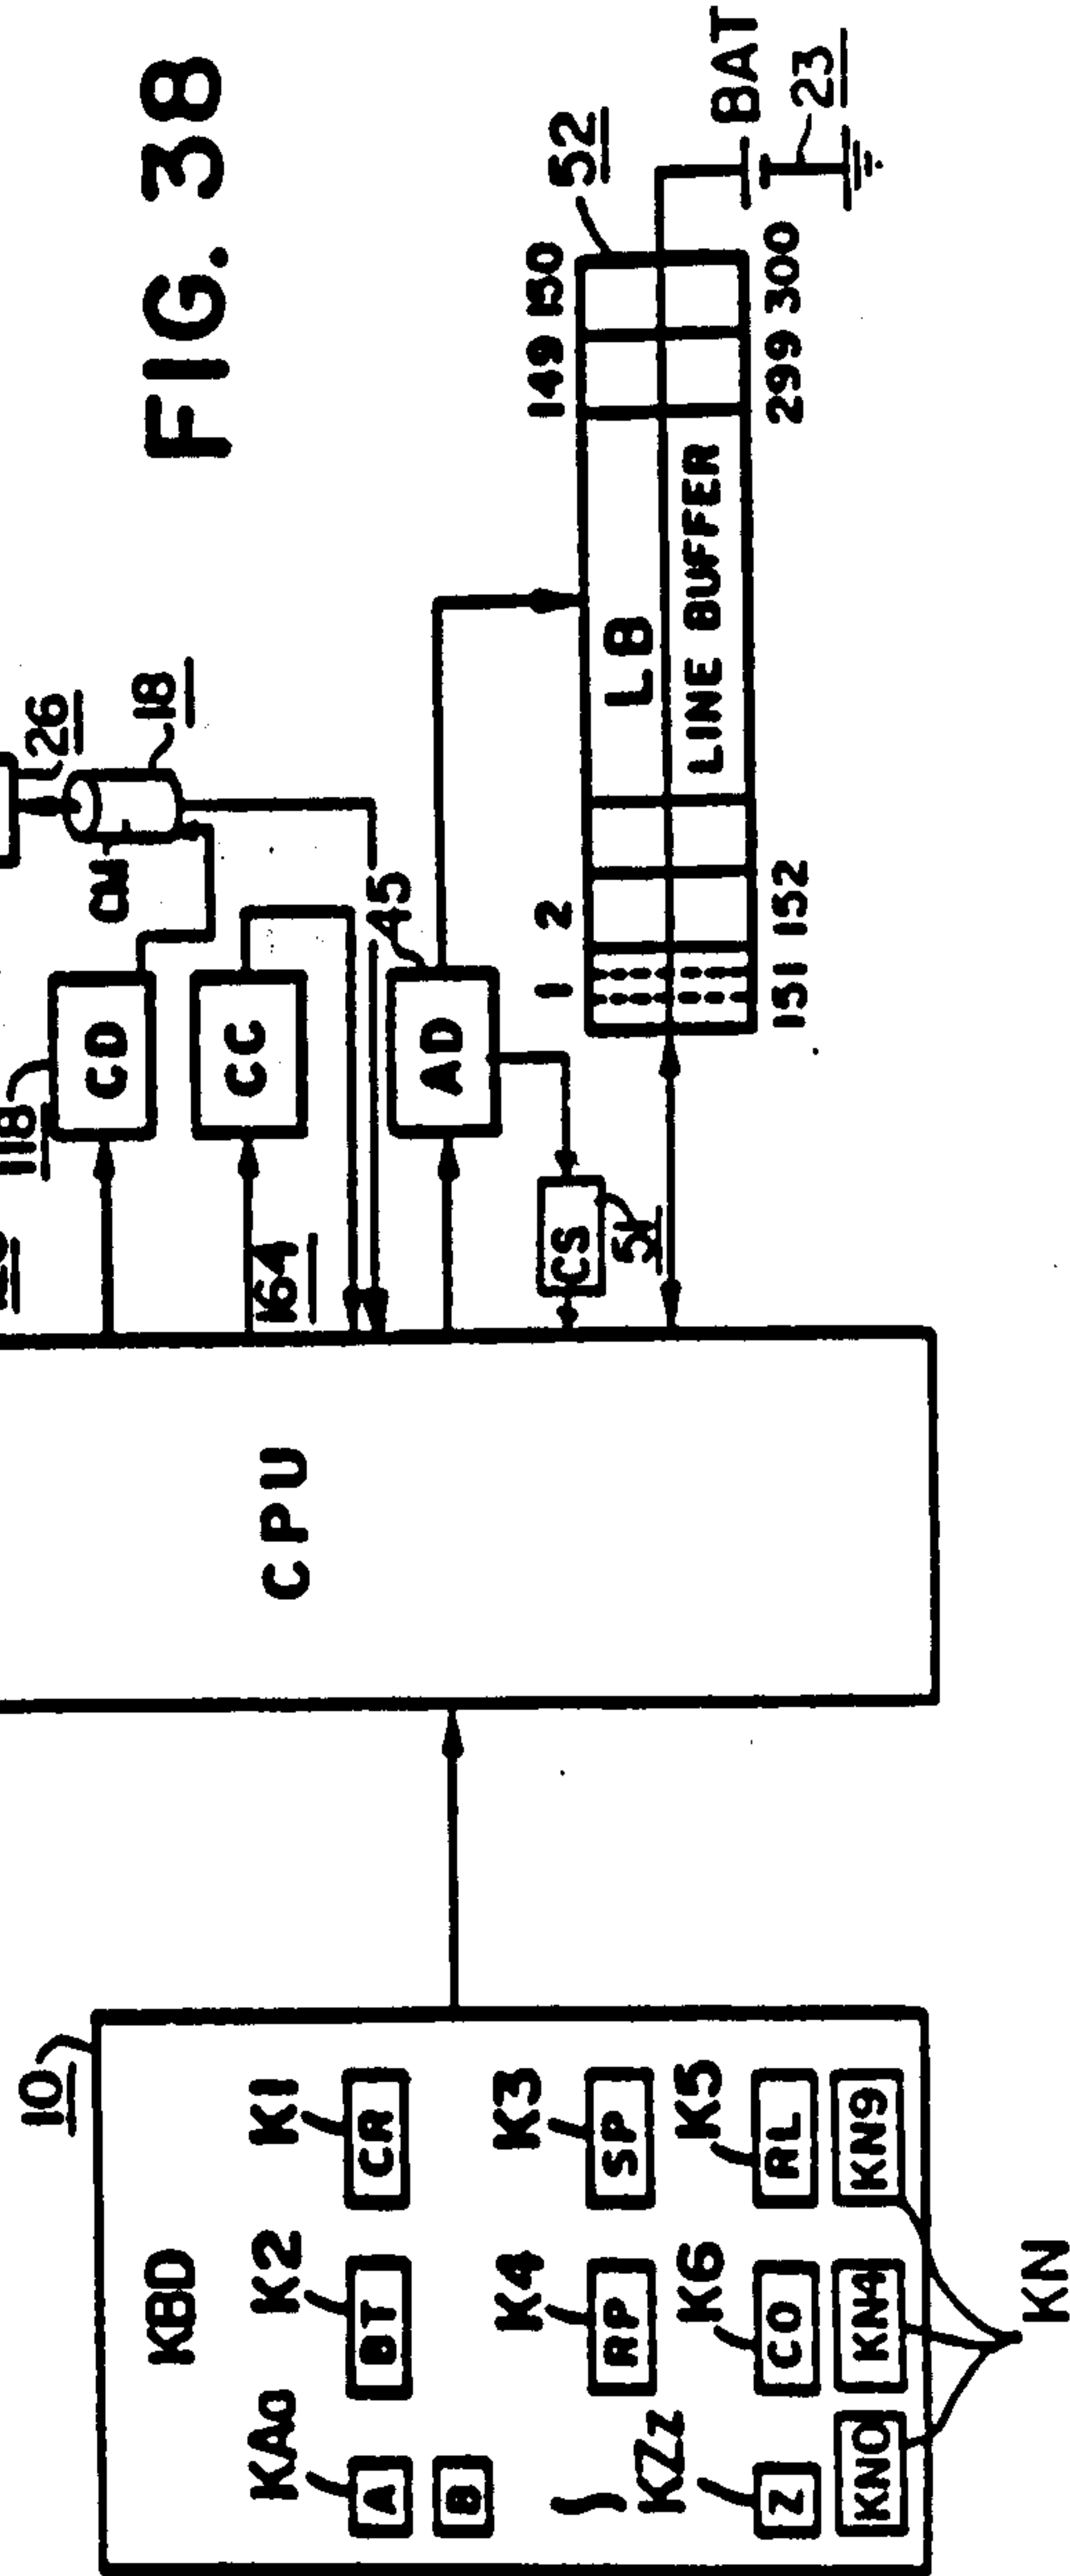 FIG. 38
26
18
CM
118
CD
CC
164
45
AD
CS
51
52
1 2 149 150
LB
LINE BUFFER
151 152 299 300
BAT
23
CPU
10
KBD
KAa K2 K1
A BT CR
B
K4 K3
RP SP
KZz K6 K5
Z CO RL
KN0 KN4 KN9
KN